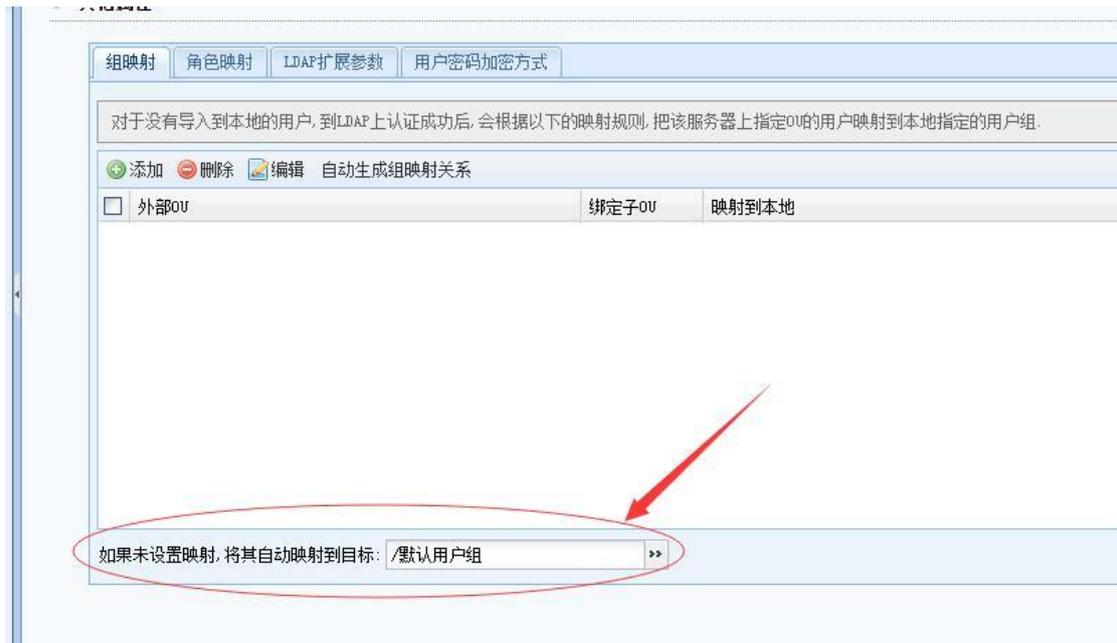 组映射 角色映射 LDAP扩展参数 用户密码加密方式
对于没有导入到本地的用户,到LDAP上认证成功后,会根据以下的映射规则,把该服务器上指定OU的用户映射到本地指定的用户组.
添加 删除 编辑 自动生成组映射关系
外部OU 绑定子OU 映射到本地
如果未设置映射,将其自动映射到目标: /默认用户组